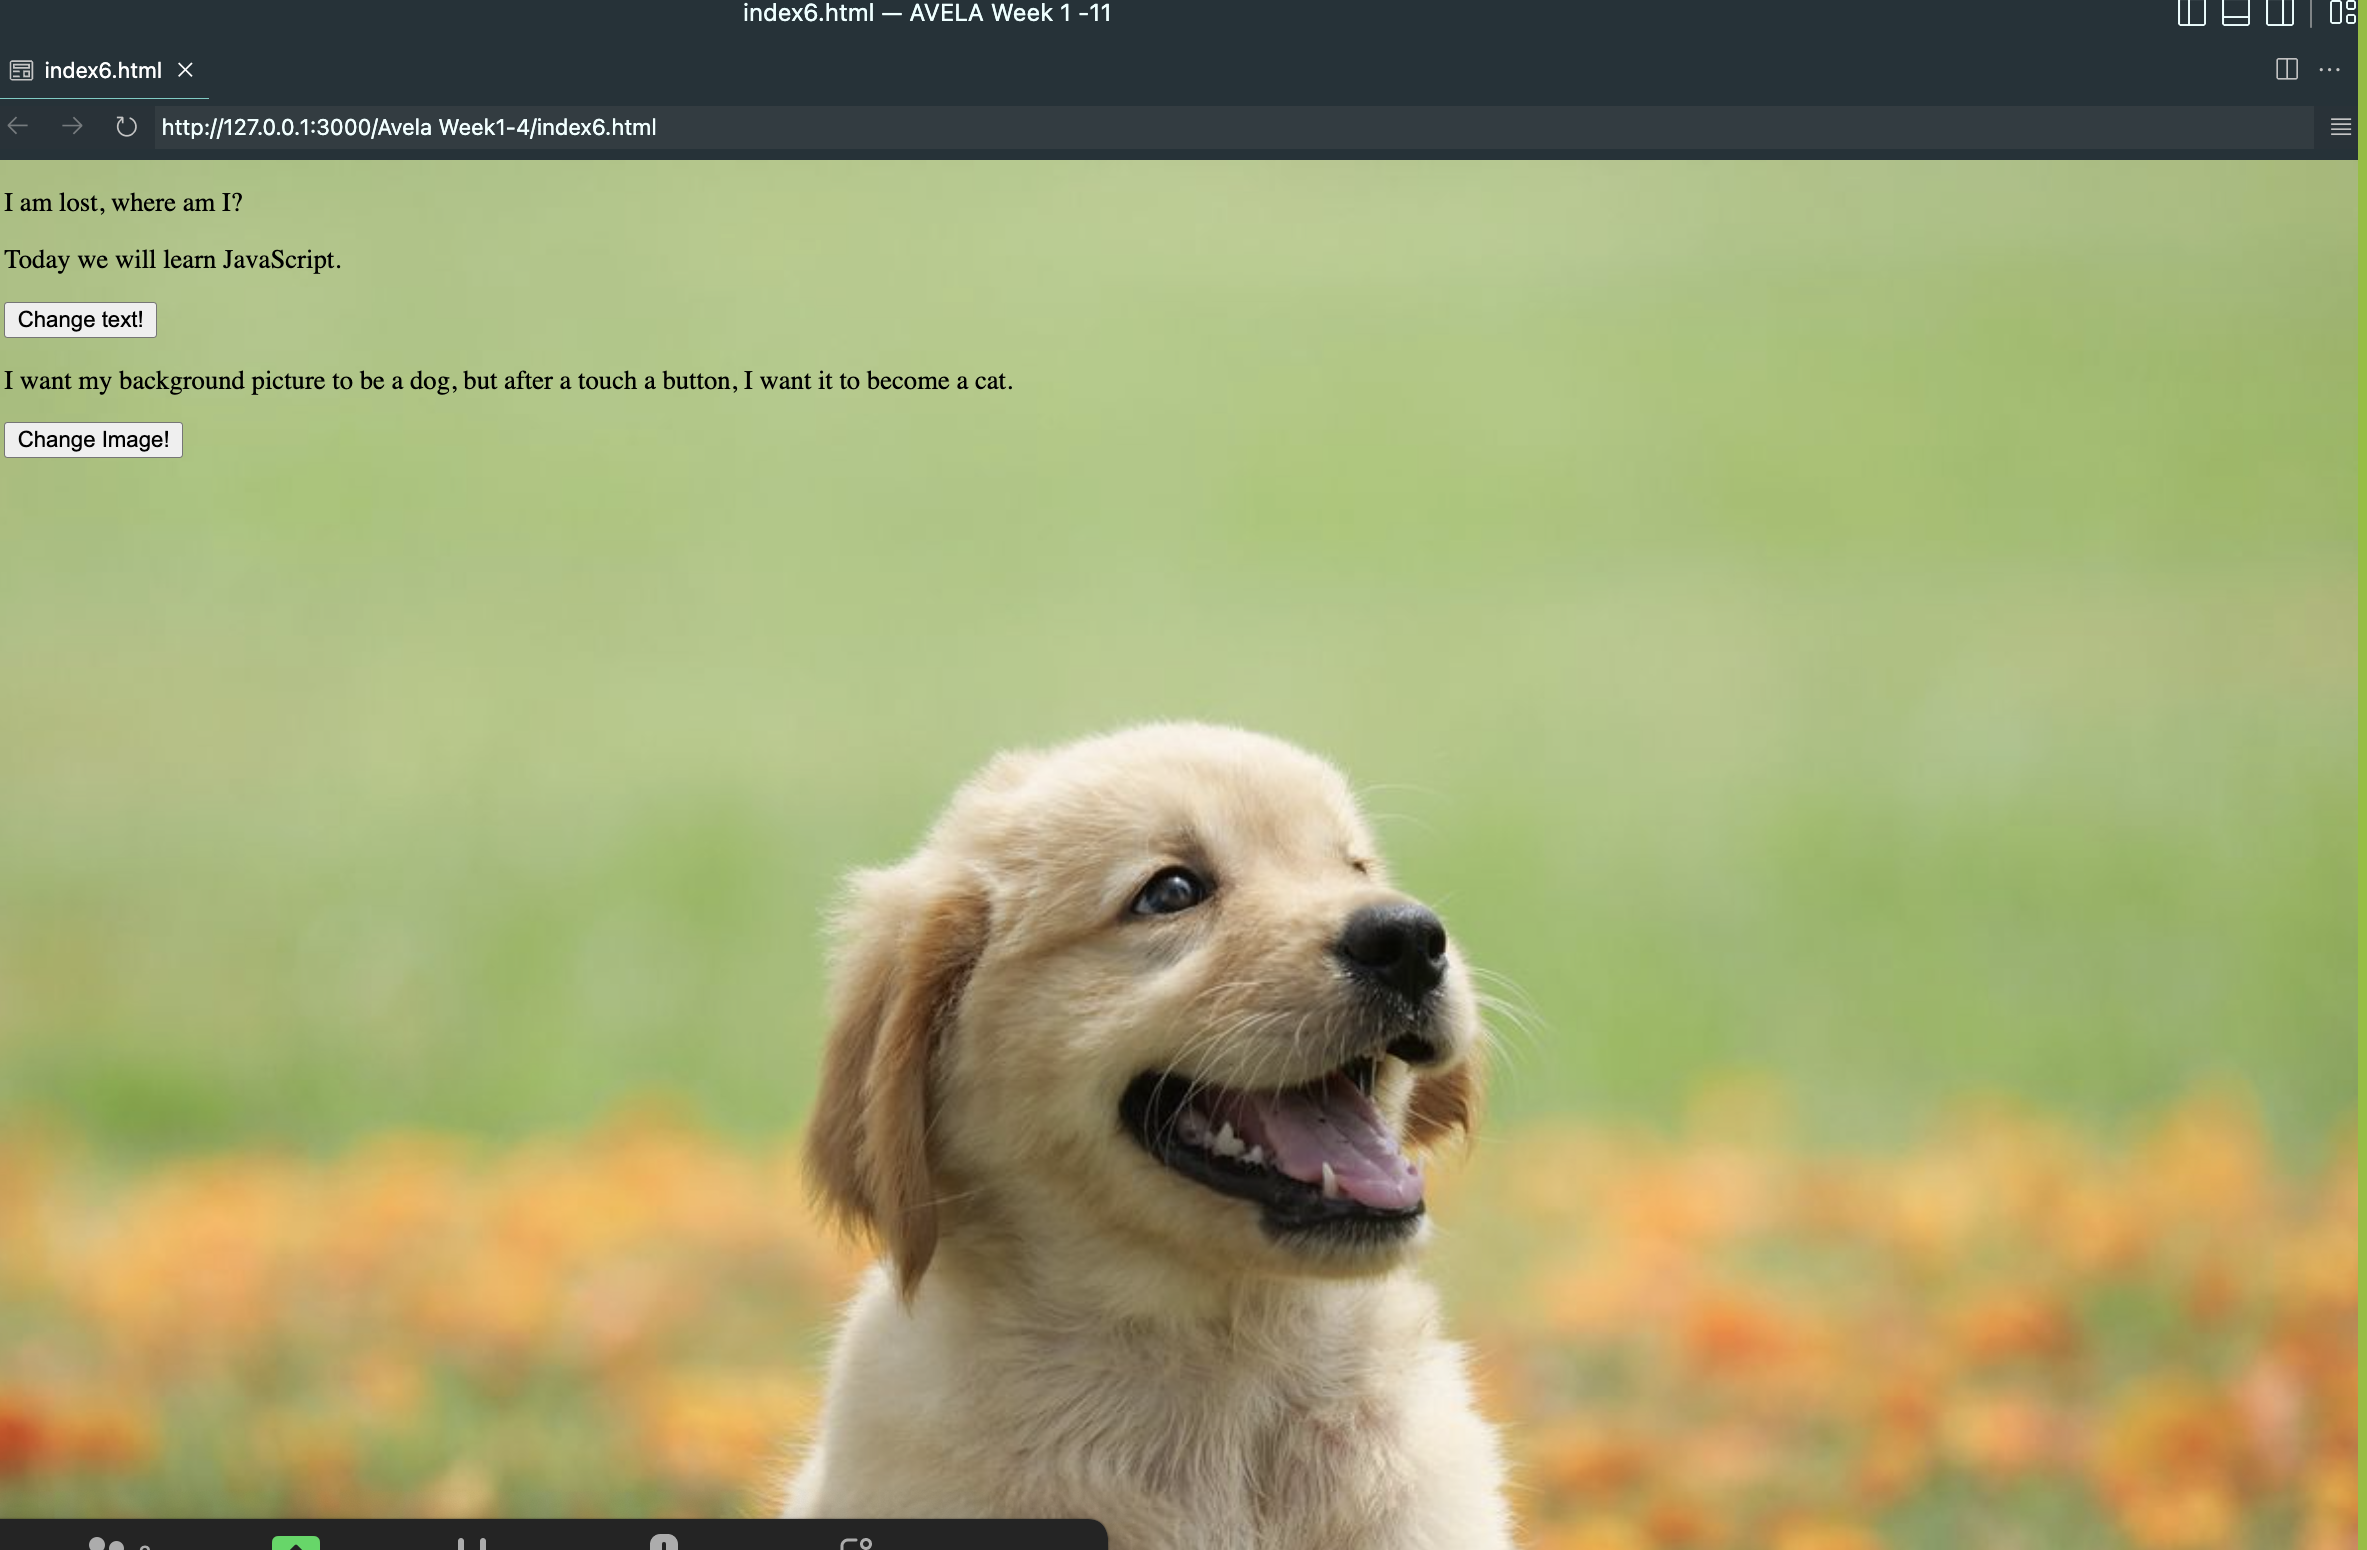 index6.html — AVELA Week 1 -11
index6.html
http://127.0.0.1:3000/Avela Week1-4/index6.html
I am lost, where am I?
Today we will learn JavaScript.
Change text!
I want my background picture to be a dog, but after a touch a button, I want it to become a cat.
Change Image!